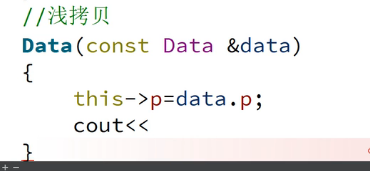 //浅拷贝
Data(const Data &data)
{
    this->p=data.p;
    cout<<
}
+ −